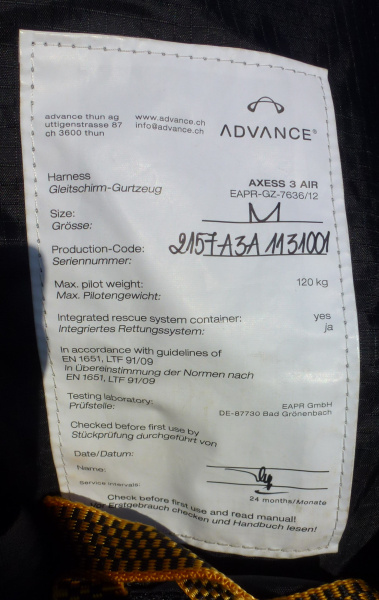 advance thun ag www.advance.ch
uttigenstrasse 87 info@advance.ch
ch 3600 thun
ADVANCE®
Harness AXESS 3 AIR
Gleitschirm-Gurtzeug EAPR-GZ-7636/12
Size: M
Grösse:
Production-Code: 2157A3A1131001
Seriennummer:
Max. pilot weight: 120 kg
Max. Pilotengewicht:
Integrated rescue system container: yes
Integriertes Rettungssystem: ja
In accordance with guidelines of
EN 1651, LTF 91/09
In Übereinstimmung der Normen nach
EN 1651, LTF 91/09
Testing laboratory: EAPR GmbH
Prüfstelle: DE-87730 Bad Grönenbach
Checked before first use by
Stückprüfung durchgeführt von
Date/Datum:
Name:
Service intervals: 24 months/Monate
Check before first use and read manual!
Erstgebrauch checken und Handbuch lesen!